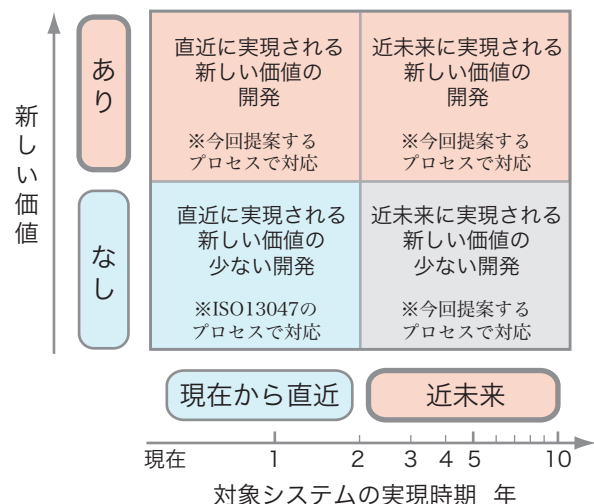 新しい価値
あり
なし
直近に実現される
新しい価値の
開発
※今回提案する
プロセスで対応
近未来に実現される
新しい価値の
開発
※今回提案する
プロセスで対応
直近に実現される
新しい価値の
少ない開発
※ISO13047の
プロセスで対応
近未来に実現される
新しい価値の
少ない開発
※今回提案する
プロセスで対応
現在から直近
近未来
現在 1 2 3 4 5 10
対象システムの実現時期 年